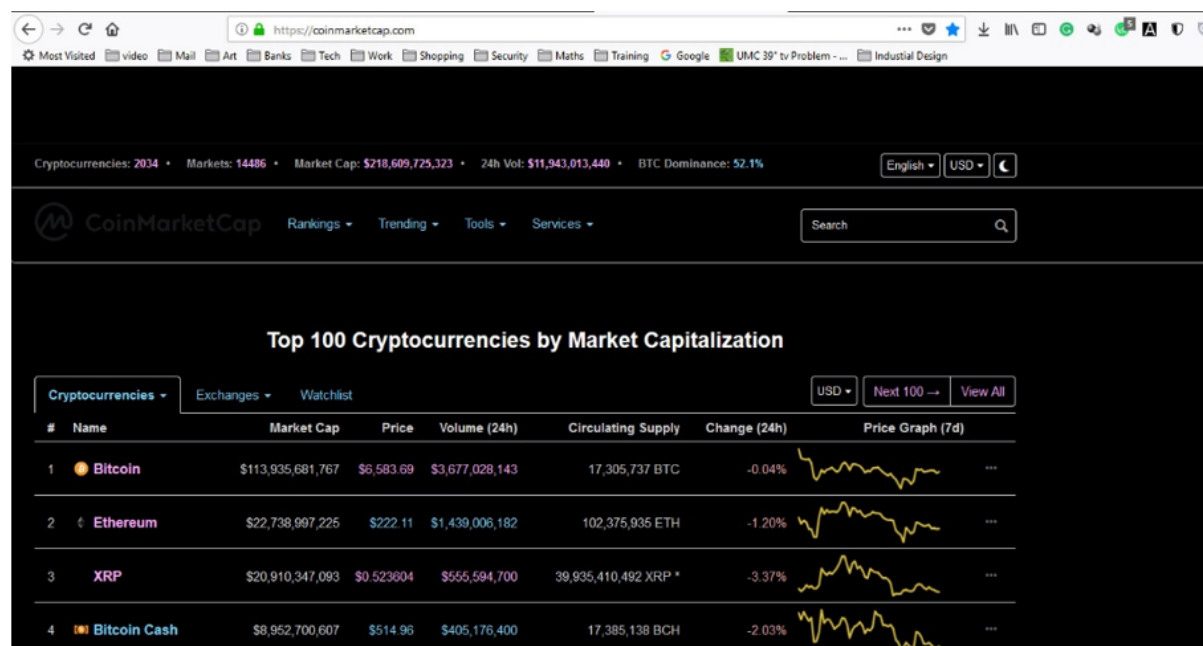 https://coinmarketcap.com
5
Most Visited video Mail Art Banks Tech Work Shopping Security Maths Training G Google UMC 39" tv Problem - ... Industial Design
Cryptocurrencies: 2034 • Markets: 14486 • Market Cap: $218,609,725,323 • 24h Vol: $11,943,013,440 • BTC Dominance: 52.1% English USD
CoinMarketCap Rankings Trending Tools Services Search
Top 100 Cryptocurrencies by Market Capitalization
Cryptocurrencies Exchanges Watchlist USD Next 100 → View All
# Name Market Cap Price Volume (24h) Circulating Supply Change (24h) Price Graph (7d)
1 Bitcoin $113,935,681,767 $6,583.69 $3,677,028,143 17,305,737 BTC -0.04%
2 Ethereum $22,738,997,225 $222.11 $1,439,006,182 102,375,935 ETH -1.20%
3 XRP $20,910,347,093 $0.523604 $555,594,700 39,935,410,492 XRP * -3.37%
4 Bitcoin Cash $8,952,700,607 $514.96 $405,176,400 17,385,138 BCH -2.03%